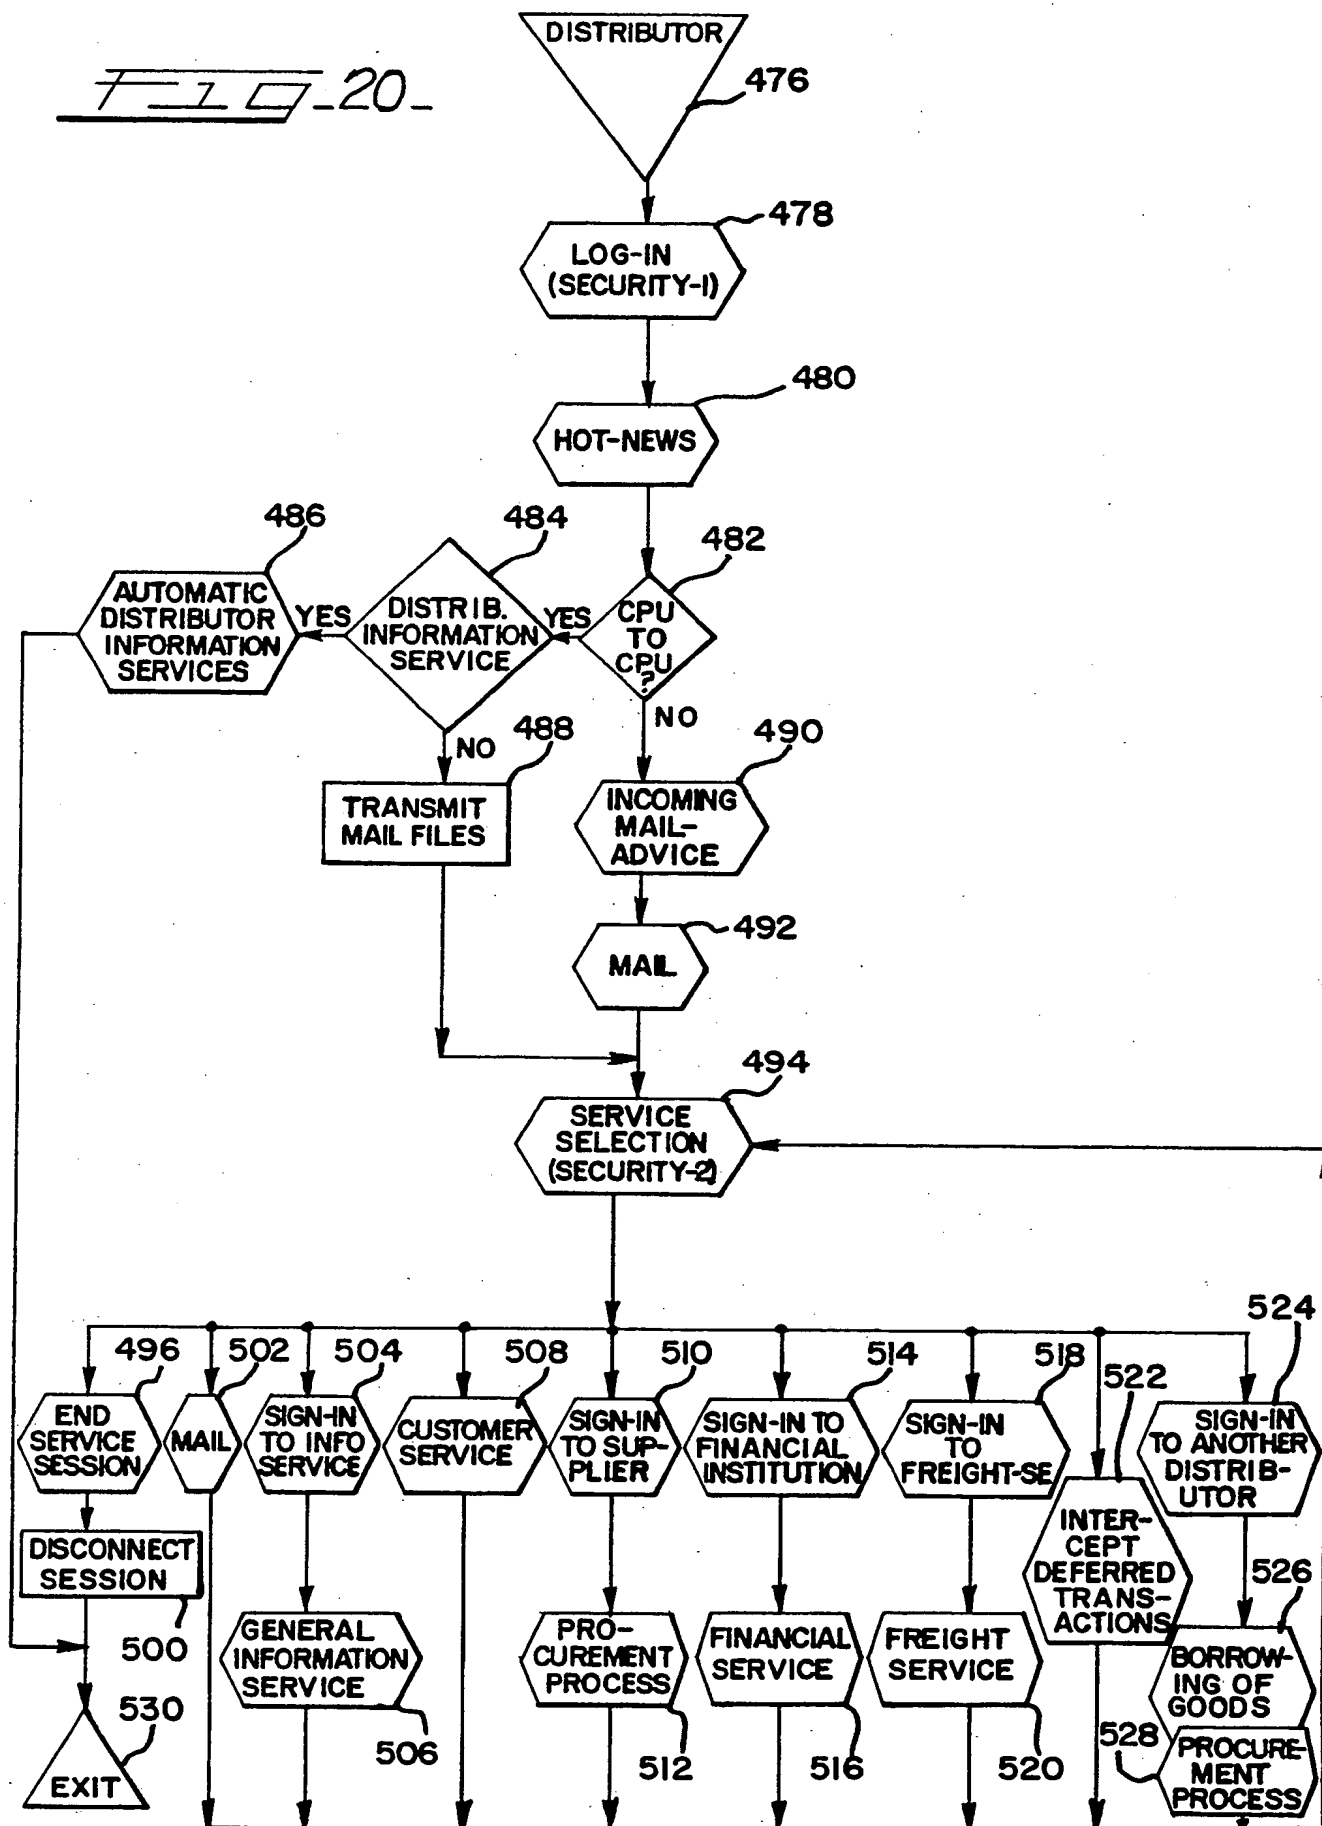 DISTRIBUTOR
FIG_20_
476
478
LOG-IN
(SECURITY-1)
480
HOT-NEWS
486
484
482
AUTOMATIC
DISTRIBUTOR
INFORMATION
SERVICES
YES
DISTRIB.
INFORMATION
SERVICE
YES
CPU
TO
CPU
?
NO
488
NO
490
TRANSMIT
MAIL FILES
INCOMING
MAIL-
ADVICE
492
MAIL
494
SERVICE
SELECTION
(SECURITY-2)
496
502
504
508
510
514
518
522
524
END
SERVICE
SESSION
MAIL
SIGN-IN
TO INFO
SERVICE
CUSTOMER
SERVICE
SIGN-IN
TO SUP-
PLIER
SIGN-IN TO
FINANCIAL
INSTITUTION
SIGN-IN
TO
FREIGHT-SE
SIGN-IN
TO ANOTHER
DISTRIB-
UTOR
INTER-
CEPT
DEFERRED
TRANS-
ACTIONS
DISCONNECT
SESSION
500
526
GENERAL
INFORMATION
SERVICE
PRO-
CUREMENT
PROCESS
FINANCIAL
SERVICE
FREIGHT
SERVICE
BORROW-
ING OF
GOODS
530
EXIT
506
512
516
520
528
PROCURE-
MENT
PROCESS